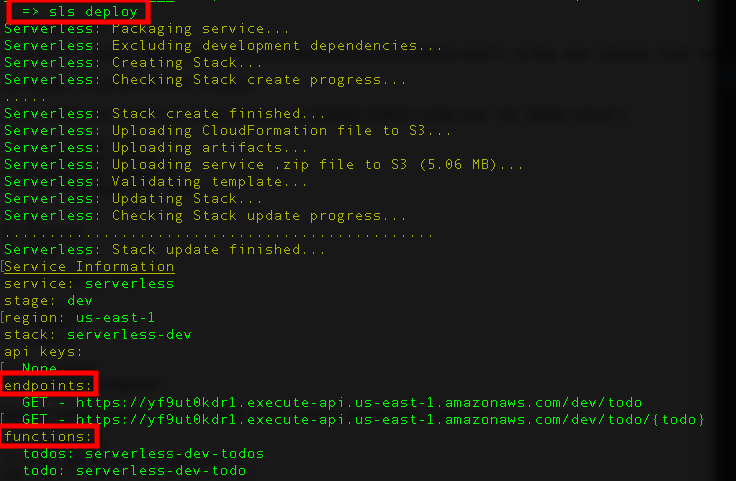 => sls deploy
Serverless: Packaging service...
Serverless: Excluding development dependencies...
Serverless: Creating Stack...
Serverless: Checking Stack create progress...
.....
Serverless: Stack create finished...
Serverless: Uploading CloudFormation file to S3...
Serverless: Uploading artifacts...
Serverless: Uploading service .zip file to S3 (5.06 MB)...
Serverless: Validating template...
Serverless: Updating Stack...
Serverless: Checking Stack update progress...
................................................
Serverless: Stack update finished...
Service Information
service: serverless
stage: dev
region: us-east-1
stack: serverless-dev
api keys:
None
endpoints:
GET - https://yf9ut0kdr1.execute-api.us-east-1.amazonaws.com/dev/todo
GET - https://yf9ut0kdr1.execute-api.us-east-1.amazonaws.com/dev/todo/{todo}
functions:
todos: serverless-dev-todos
todo: serverless-dev-todo